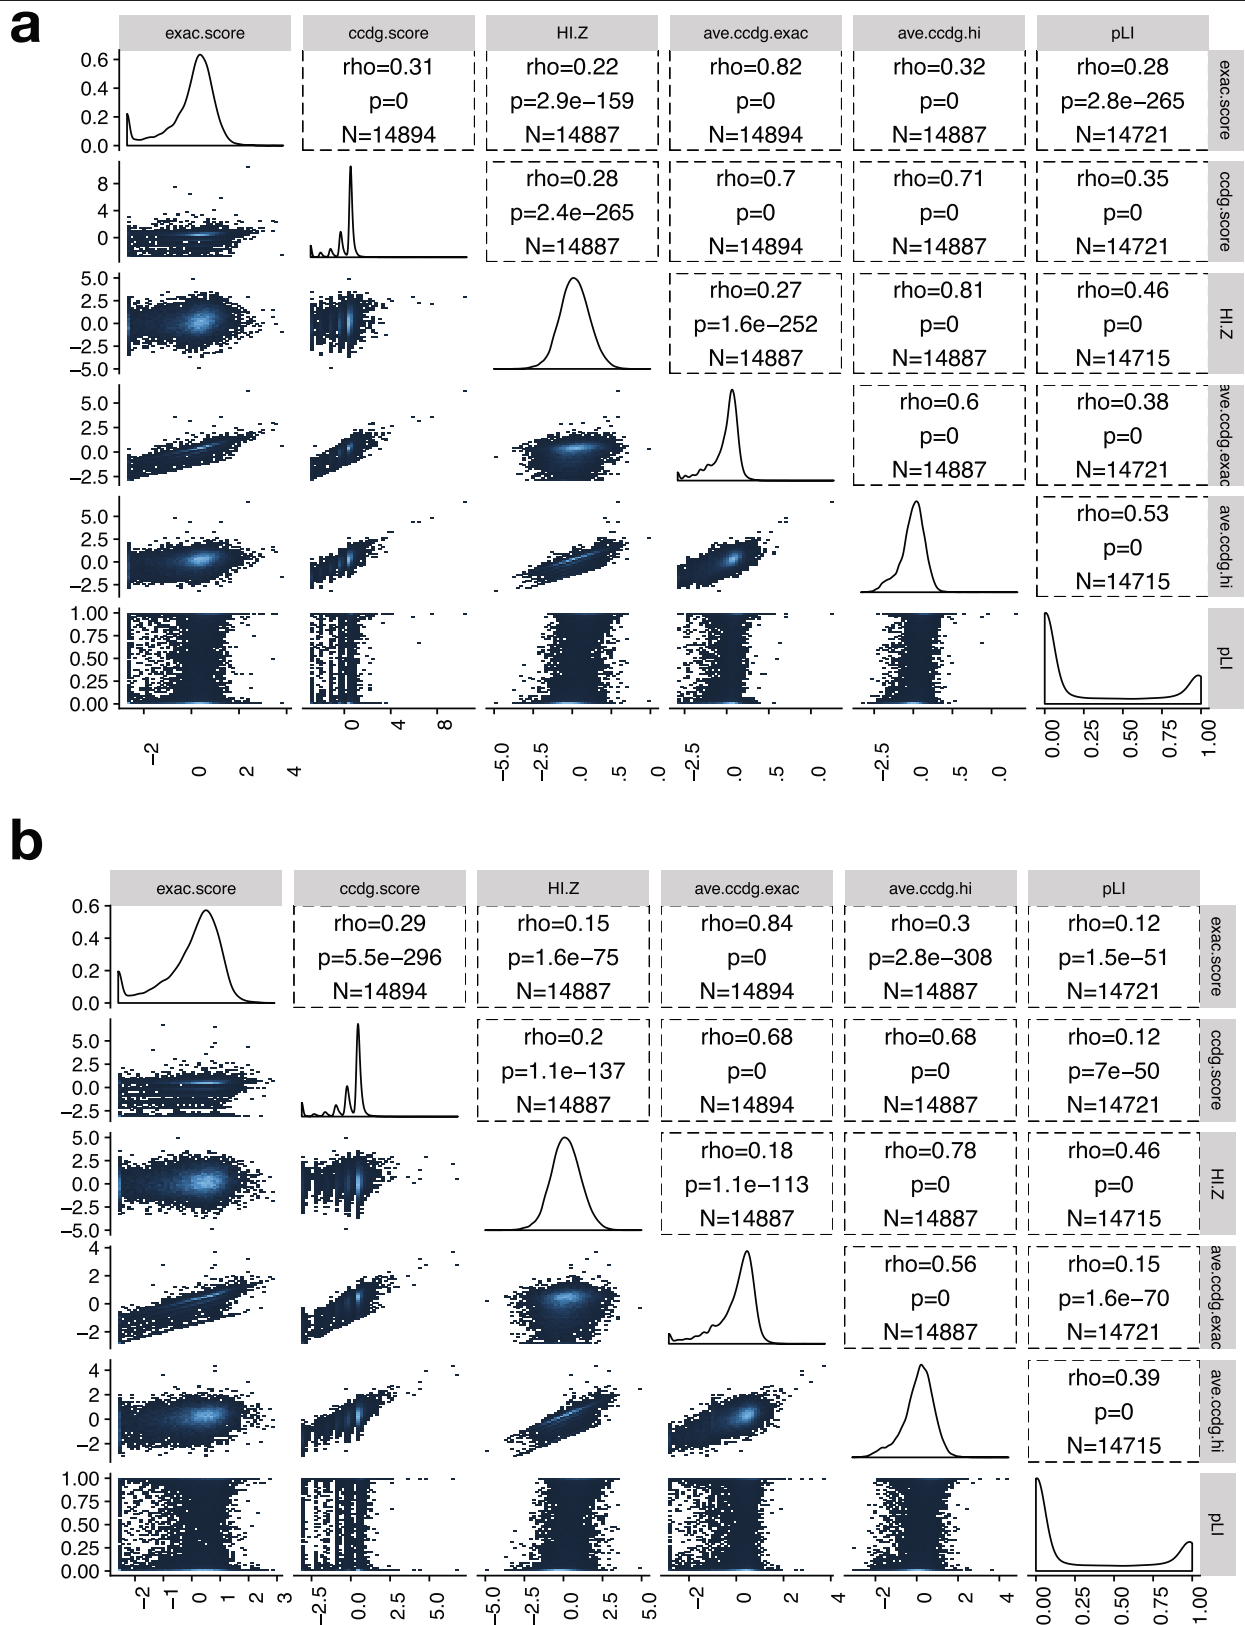 a
exac.score ccdg.score HI.Z ave.ccdg.exac ave.ccdg.hi pLI
0.6
0.4
0.2
0.0
rho=0.31 rho=0.22 rho=0.82 rho=0.32 rho=0.28
p=0 p=2.9e−159 p=0 p=0 p=2.8e−265
N=14894 N=14887 N=14894 N=14887 N=14721
exac.score
8
4
0
rho=0.28 rho=0.7 rho=0.71 rho=0.35
p=2.4e−265 p=0 p=0 p=0
N=14887 N=14894 N=14887 N=14721
ccdg.score
5.0
2.5
0.0
−2.5
−5.0
rho=0.27 rho=0.81 rho=0.46
p=1.6e−252 p=0 p=0
N=14887 N=14887 N=14715
HI.Z
5.0
2.5
0.0
−2.5
rho=0.6 rho=0.38
p=0 p=0
N=14887 N=14721
ave.ccdg.exac
5.0
2.5
0.0
−2.5
rho=0.53
p=0
N=14715
ave.ccdg.hi
1.00
0.75
0.50
0.25
0.00
pLI
−2 0 2 4 0 4 8 −5.0 −2.5 .0 .5 .0 −2.5 .0 .5 .0 −2.5 .0 .5 .0 0.00 0.25 0.50 0.75 1.00
b
exac.score ccdg.score HI.Z ave.ccdg.exac ave.ccdg.hi pLI
0.6
0.4
0.2
0.0
rho=0.29 rho=0.15 rho=0.84 rho=0.3 rho=0.12
p=5.5e−296 p=1.6e−75 p=0 p=2.8e−308 p=1.5e−51
N=14894 N=14887 N=14894 N=14887 N=14721
exac.score
5.0
2.5
0.0
−2.5
rho=0.2 rho=0.68 rho=0.68 rho=0.12
p=1.1e−137 p=0 p=0 p=7e−50
N=14887 N=14894 N=14887 N=14721
ccdg.score
5.0
2.5
0.0
−2.5
−5.0
rho=0.18 rho=0.78 rho=0.46
p=1.1e−113 p=0 p=0
N=14887 N=14887 N=14715
HI.Z
4
2
0
−2
rho=0.56 rho=0.15
p=0 p=1.6e−70
N=14887 N=14721
ave.ccdg.exac
4
2
0
−2
rho=0.39
p=0
N=14715
ave.ccdg.hi
1.00
0.75
0.50
0.25
0.00
pLI
−2 −1 0 1 2 3 −2.5 0.0 2.5 5.0 −5.0 −2.5 0.0 2.5 5.0 −2 0 2 4 −2 0 2 4 0.00 0.25 0.50 0.75 1.00